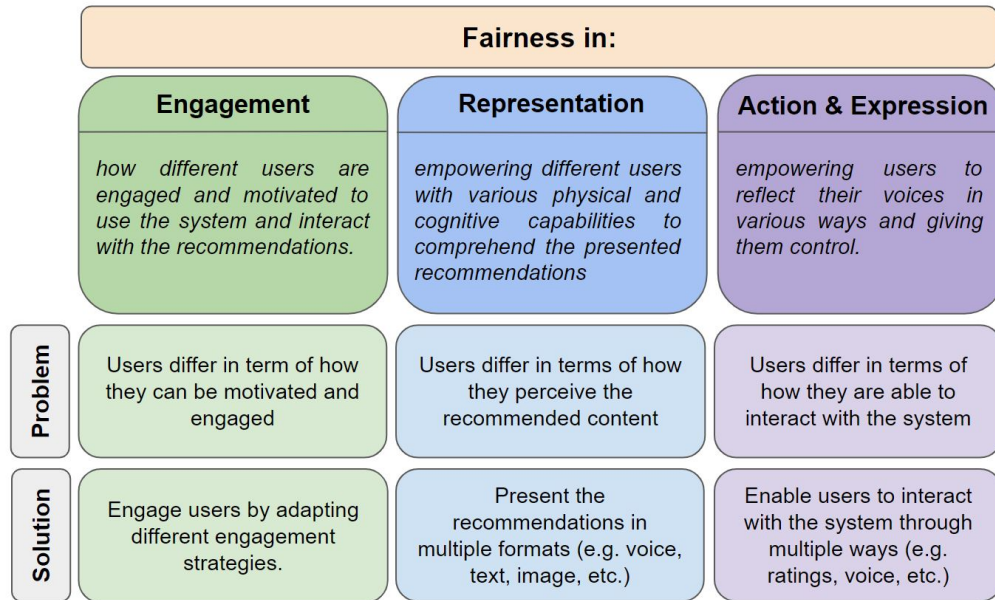 Fairness in:
Engagement
how different users are
engaged and motivated to
use the system and interact
with the recommendations.
Representation
empowering different users
with various physical and
cognitive capabilities to
comprehend the presented
recommendations
Action & Expression
empowering users to
reflect their voices in
various ways and giving
them control.
Problem
Users differ in term of how
they can be motivated and
engaged
Users differ in terms of how
they perceive the
recommended content
Users differ in terms of
how they are able to
interact with the system
Solution
Engage users by adapting
different engagement
strategies.
Present the
recommendations in
multiple formats (e.g. voice,
text, image, etc.)
Enable users to interact
with the system through
multiple ways (e.g.
ratings, voice, etc.)